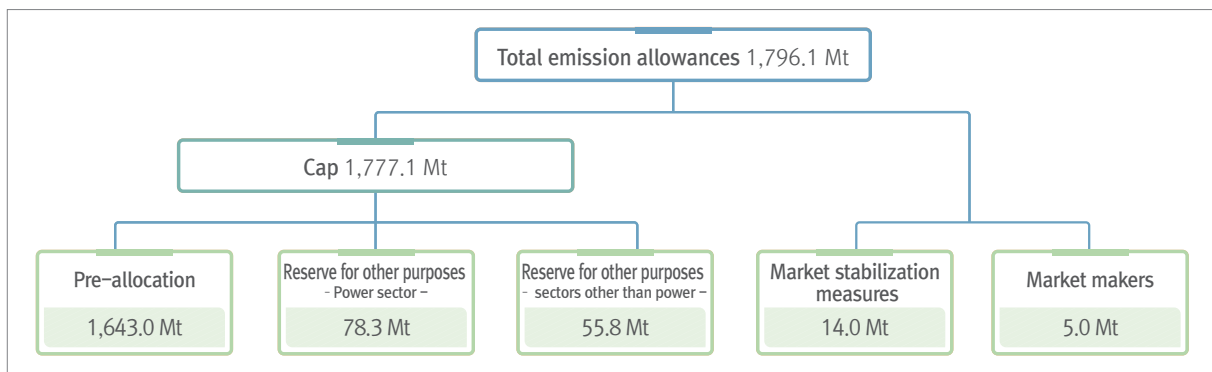 Total emission allowances 1,796.1 Mt
Cap 1,777.1 Mt
Pre-allocation
1,643.0 Mt
Reserve for other purposes
- Power sector -
78.3 Mt
Reserve for other purposes
- sectors other than power -
55.8 Mt
Market stabilization
measures
14.0 Mt
Market makers
5.0 Mt